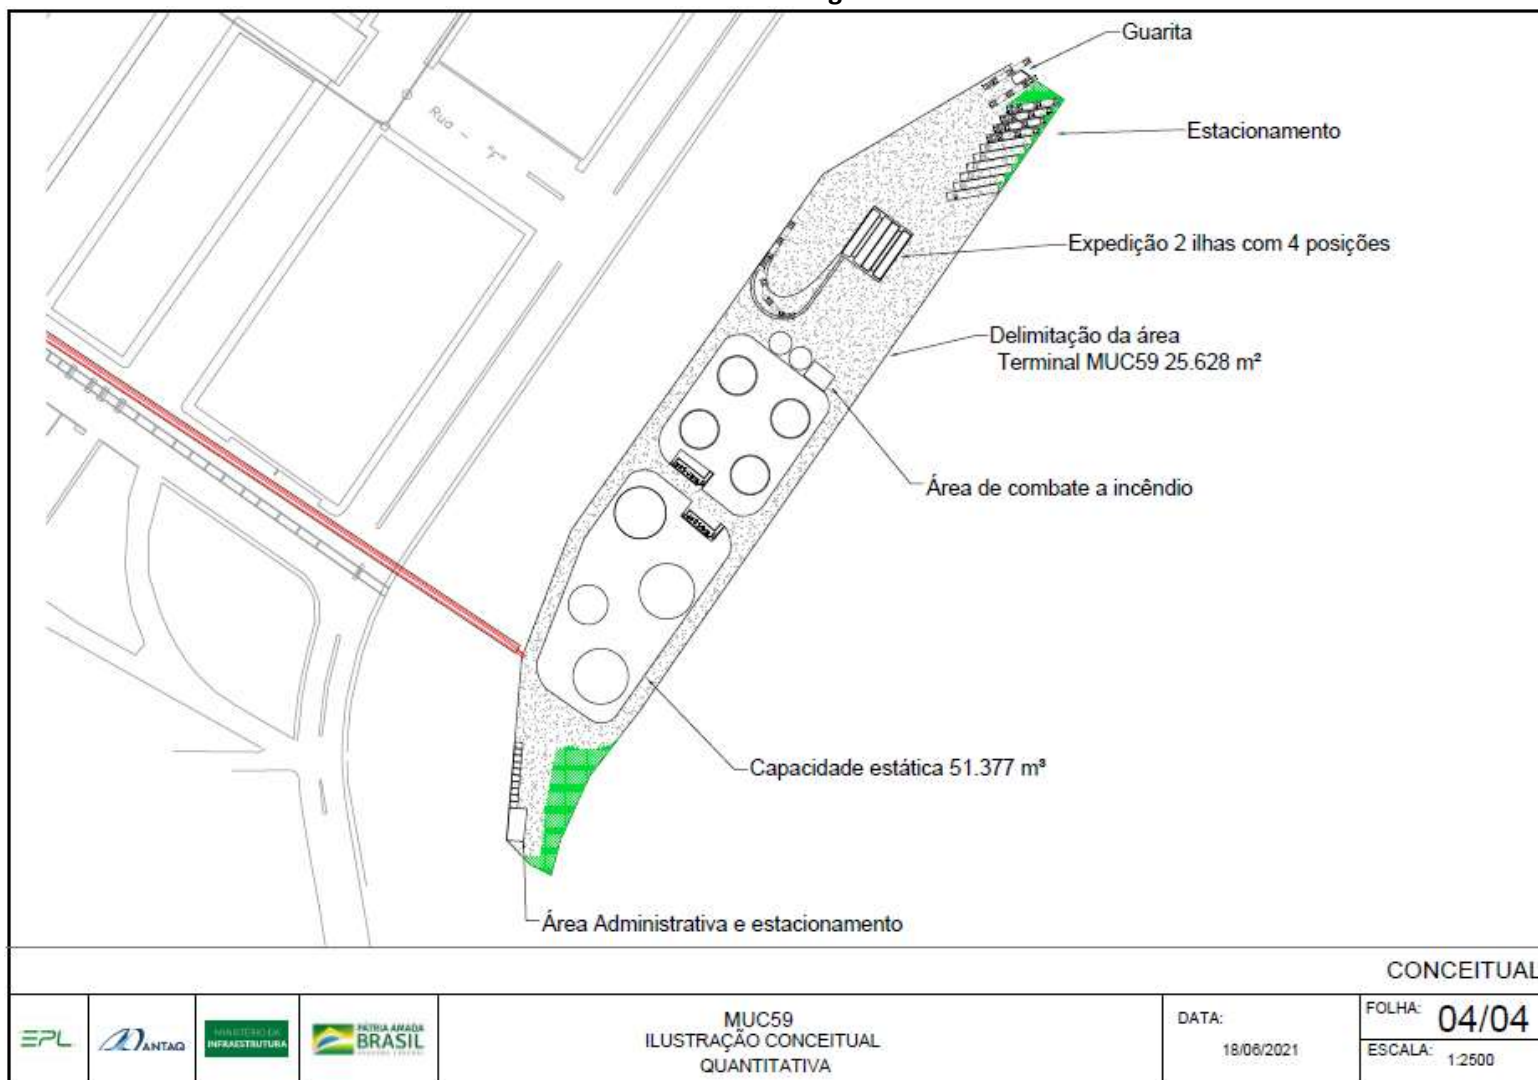 Guarita
Rua - "F"
Estacionamento
Expedição 2 ilhas com 4 posições
Delimitação da área
Terminal MUC59 25.628 m²
Área de combate a incêndio
Capacidade estática 51.377 m³
Área Administrativa e estacionamento
CONCEITUAL
EPL
ANTAQ
MINISTÉRIO DA
INFRAESTRUTURA
PÁTRIA AMADA
BRASIL
MUC59
ILUSTRAÇÃO CONCEITUAL
QUANTITATIVA
DATA:
18/06/2021
FOLHA: 04/04
ESCALA: 1:2500